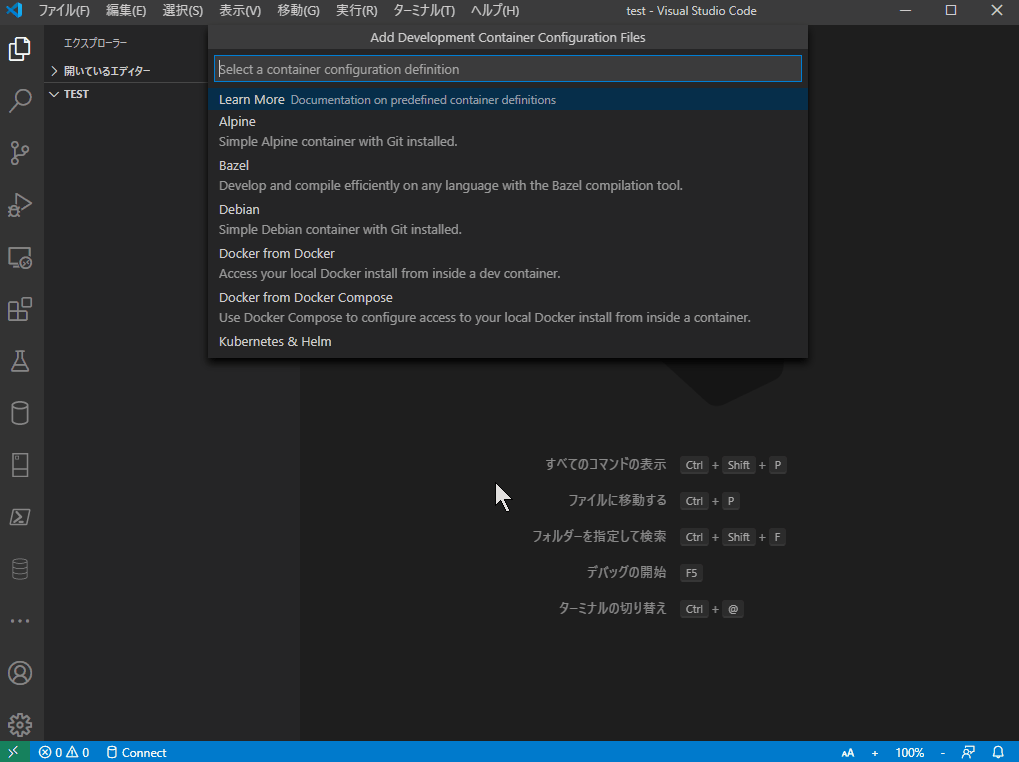 ファイル(F) 編集(E) 選択(S) 表示(V) 移動(G) 実行(R) ターミナル(T) ヘルプ(H) test - Visual Studio Code
エクスプローラー
開いているエディター
TEST
Add Development Container Configuration Files
Select a container configuration definition
Learn More Documentation on predefined container definitions
Alpine
Simple Alpine container with Git installed.
Bazel
Develop and compile efficiently on any language with the Bazel compilation tool.
Debian
Simple Debian container with Git installed.
Docker from Docker
Access your local Docker install from inside a dev container.
Docker from Docker Compose
Use Docker Compose to configure access to your local Docker install from inside a container.
Kubernetes & Helm
すべてのコマンドの表示 Ctrl + Shift + P
ファイルに移動する Ctrl + P
フォルダーを指定して検索 Ctrl + Shift + F
デバッグの開始 F5
ターミナルの切り替え Ctrl + @
0 0 Connect AA + 100% -